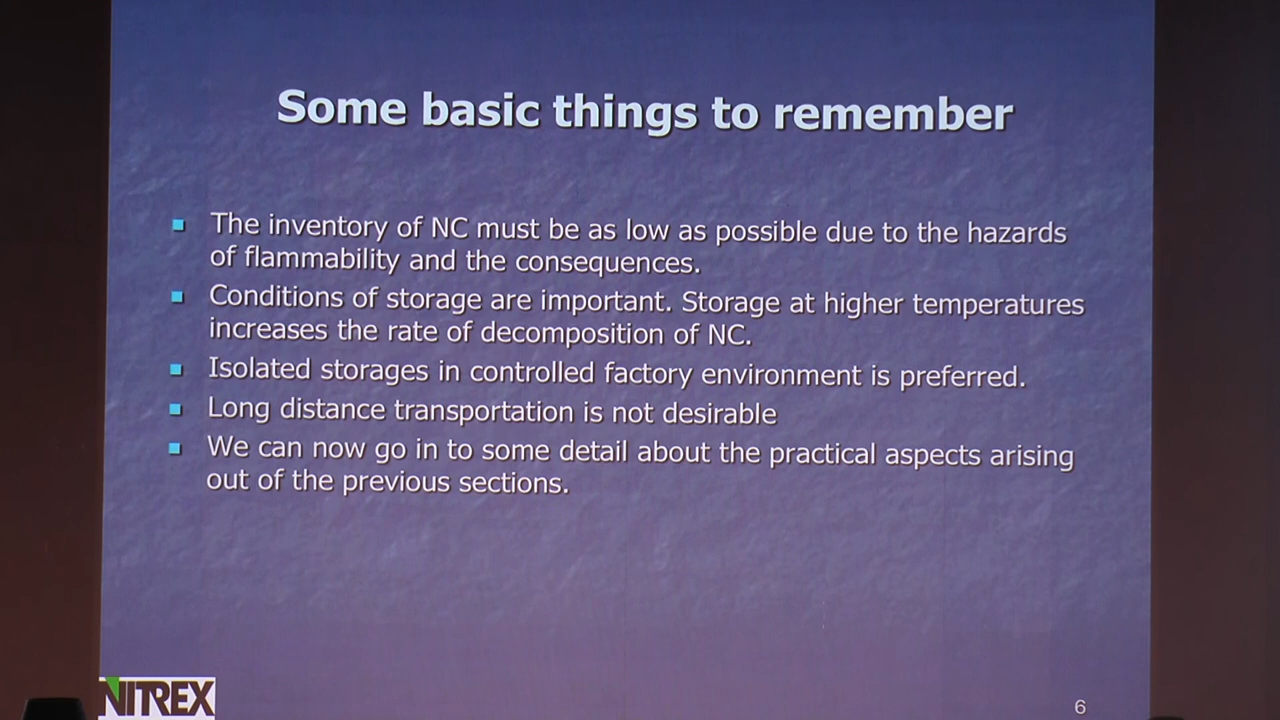 Some basic things to remember
The inventory of NC must be as low as possible due to the hazards
of flammability and the consequences.
Conditions of storage are important. Storage at higher temperatures
increases the rate of decomposition of NC.
Isolated storages in controlled factory environment is preferred.
Long distance transportation is not desirable
We can now go in to some detail about the practical aspects arising
out of the previous sections.
NITREX
6